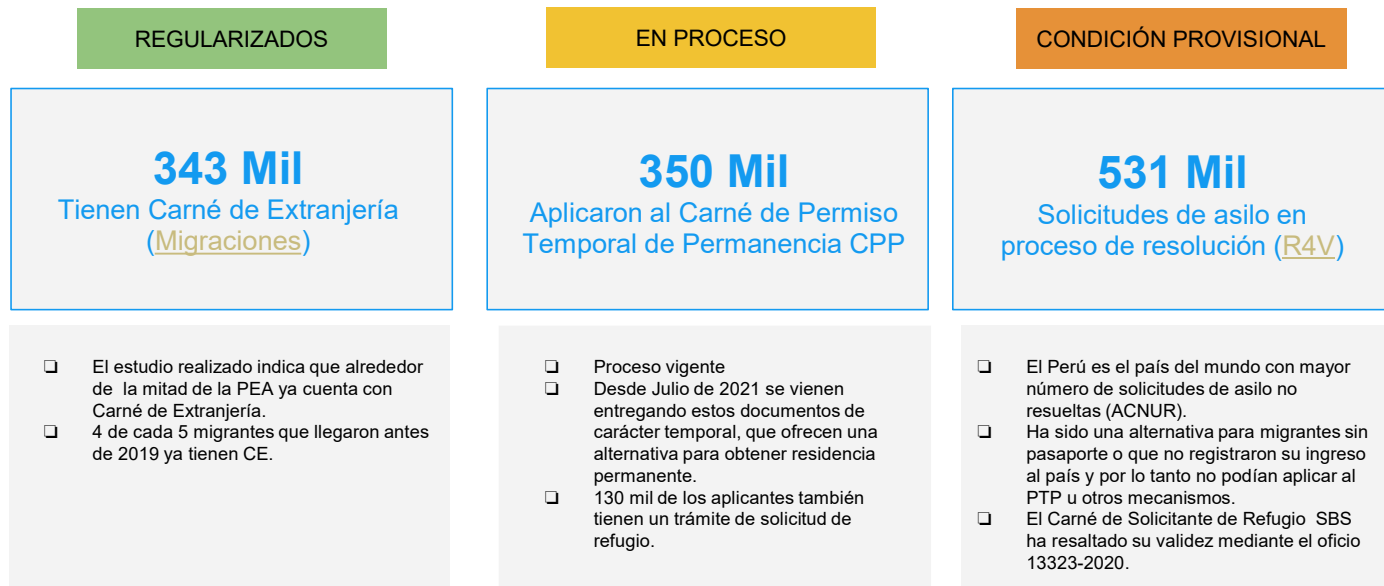 REGULARIZADOS
343 Mil
Tienen Carné de Extranjería
(Migraciones)
❑ El estudio realizado indica que alrededor
de la mitad de la PEA ya cuenta con
Carné de Extranjería.
❑ 4 de cada 5 migrantes que llegaron antes
de 2019 ya tienen CE.
EN PROCESO
350 Mil
Aplicaron al Carné de Permiso
Temporal de Permanencia CPP
❑ Proceso vigente
❑ Desde Julio de 2021 se vienen
entregando estos documentos de
carácter temporal, que ofrecen una
alternativa para obtener residencia
permanente.
❑ 130 mil de los aplicantes también
tienen un trámite de solicitud de
refugio.
CONDICIÓN PROVISIONAL
531 Mil
Solicitudes de asilo en
proceso de resolución (R4V)
❑ El Perú es el país del mundo con mayor
número de solicitudes de asilo no
resueltas (ACNUR).
❑ Ha sido una alternativa para migrantes sin
pasaporte o que no registraron su ingreso
al país y por lo tanto no podían aplicar al
PTP u otros mecanismos.
❑ El Carné de Solicitante de Refugio SBS
ha resaltado su validez mediante el oficio
13323-2020.